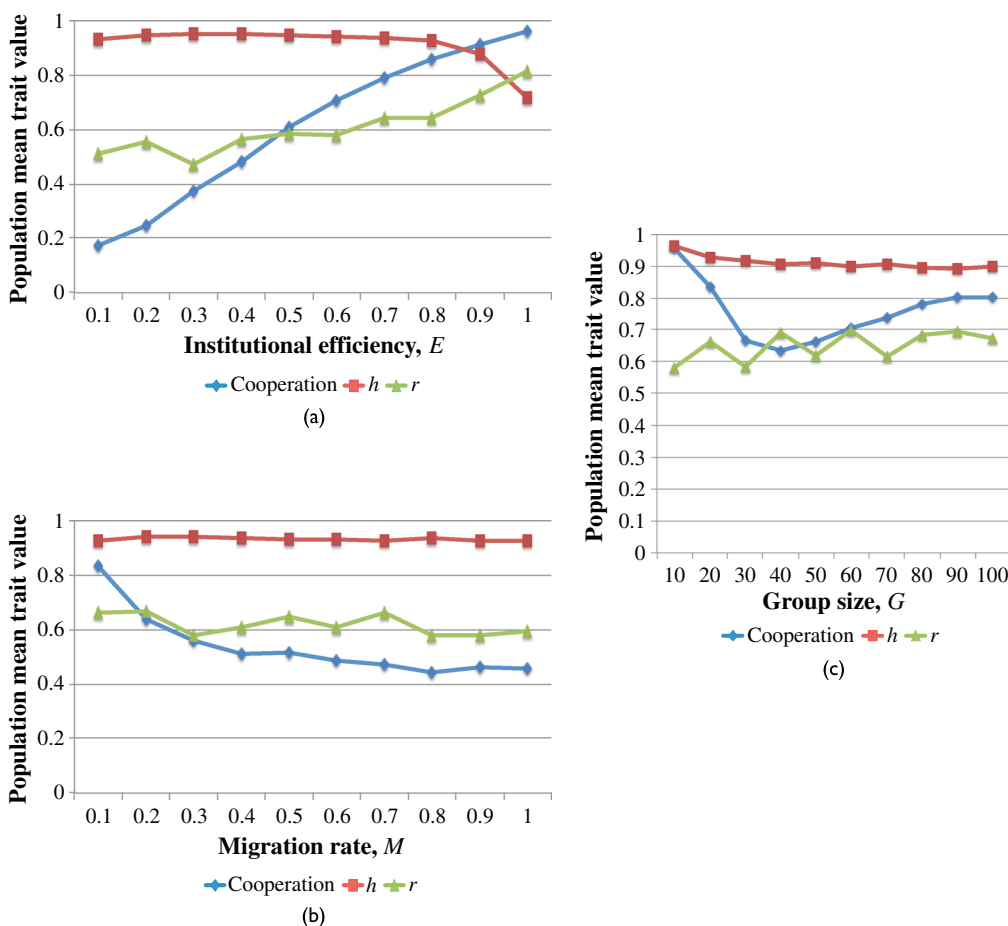 Population mean trait value
1
0.8
0.6
0.4
0.2
0
0.1 0.2 0.3 0.4 0.5 0.6 0.7 0.8 0.9 1
Institutional efficiency, E
Cooperation h r
(a)
Population mean trait value
1
0.8
0.6
0.4
0.2
0
0.1 0.2 0.3 0.4 0.5 0.6 0.7 0.8 0.9 1
Migration rate, M
Cooperation h r
(b)
Population mean trait value
1
0.9
0.8
0.7
0.6
0.5
0.4
0.3
0.2
0.1
0
10 20 30 40 50 60 70 80 90 100
Group size, G
Cooperation h r
(c)